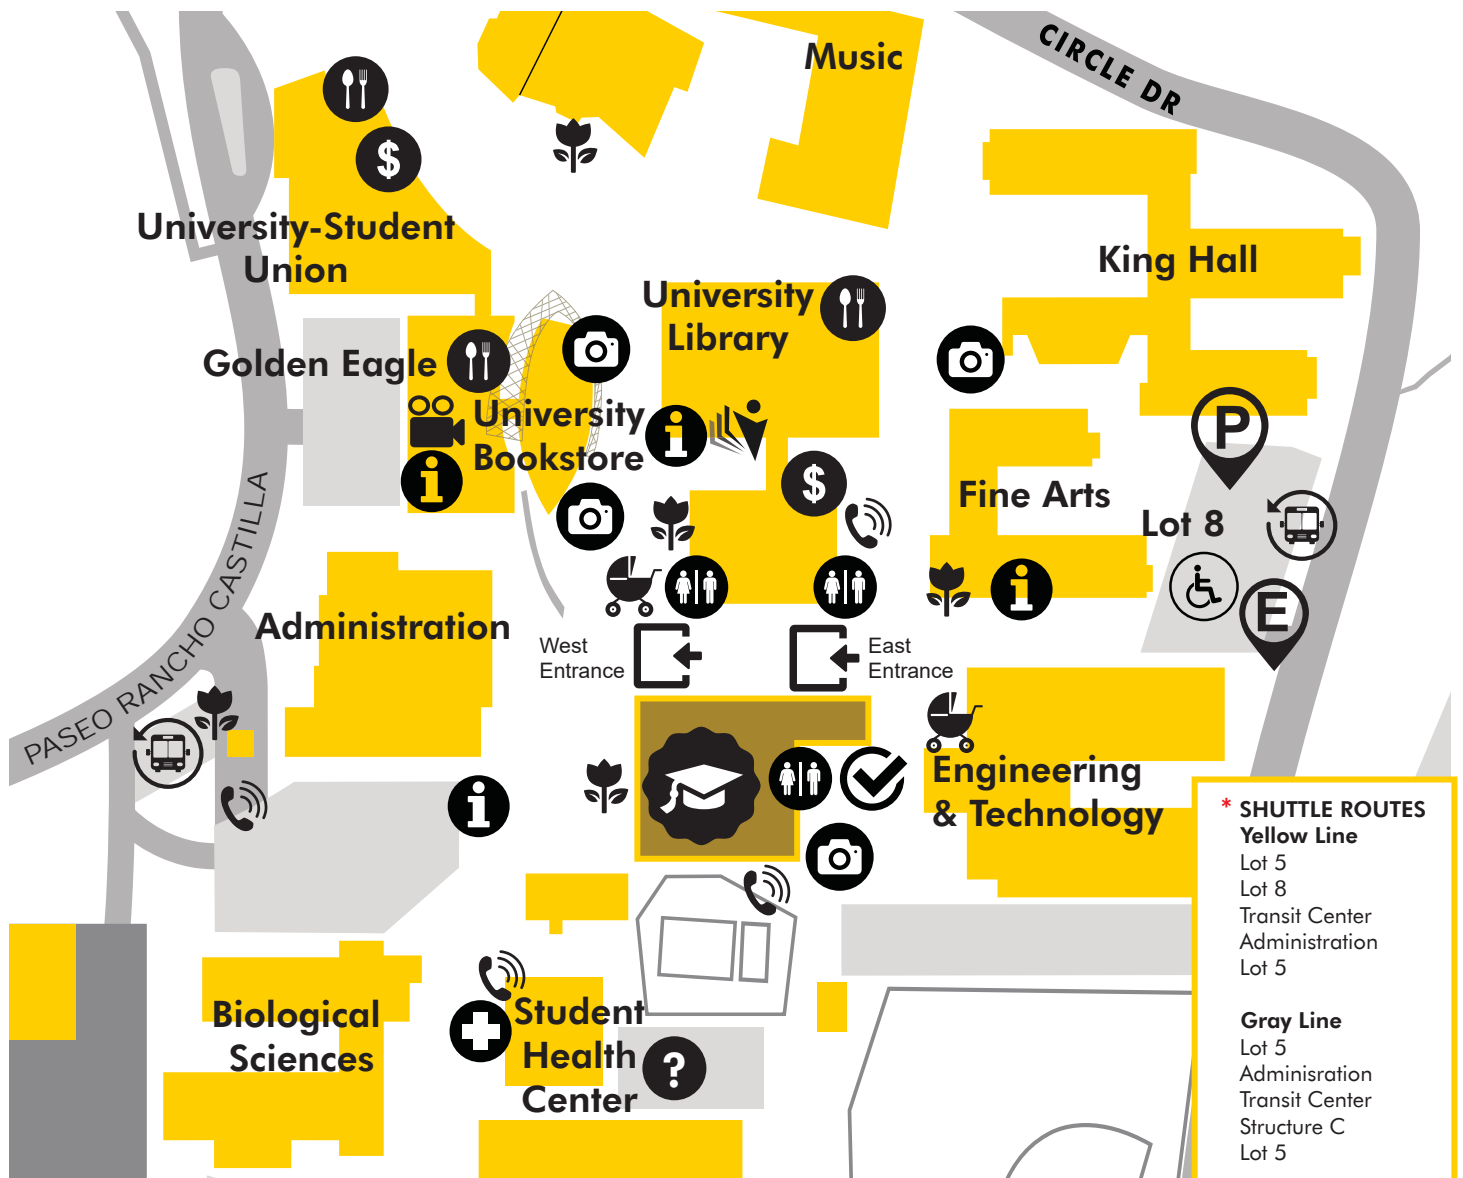 Music
CIRCLE DR
University-Student
Union
King Hall
University
Library
Golden Eagle
University
Bookstore
Fine Arts
P
Lot 8
E
PASEO RANCHO CASTILLA
Administration
West
Entrance
East
Entrance
Engineering
& Technology
Biological
Sciences
Student
Health
Center
$
$
i
i
i
i
?
* SHUTTLE ROUTES
Yellow Line
Lot 5
Lot 8
Transit Center
Administration
Lot 5
Gray Line
Lot 5
Adminisration
Transit Center
Structure C
Lot 5